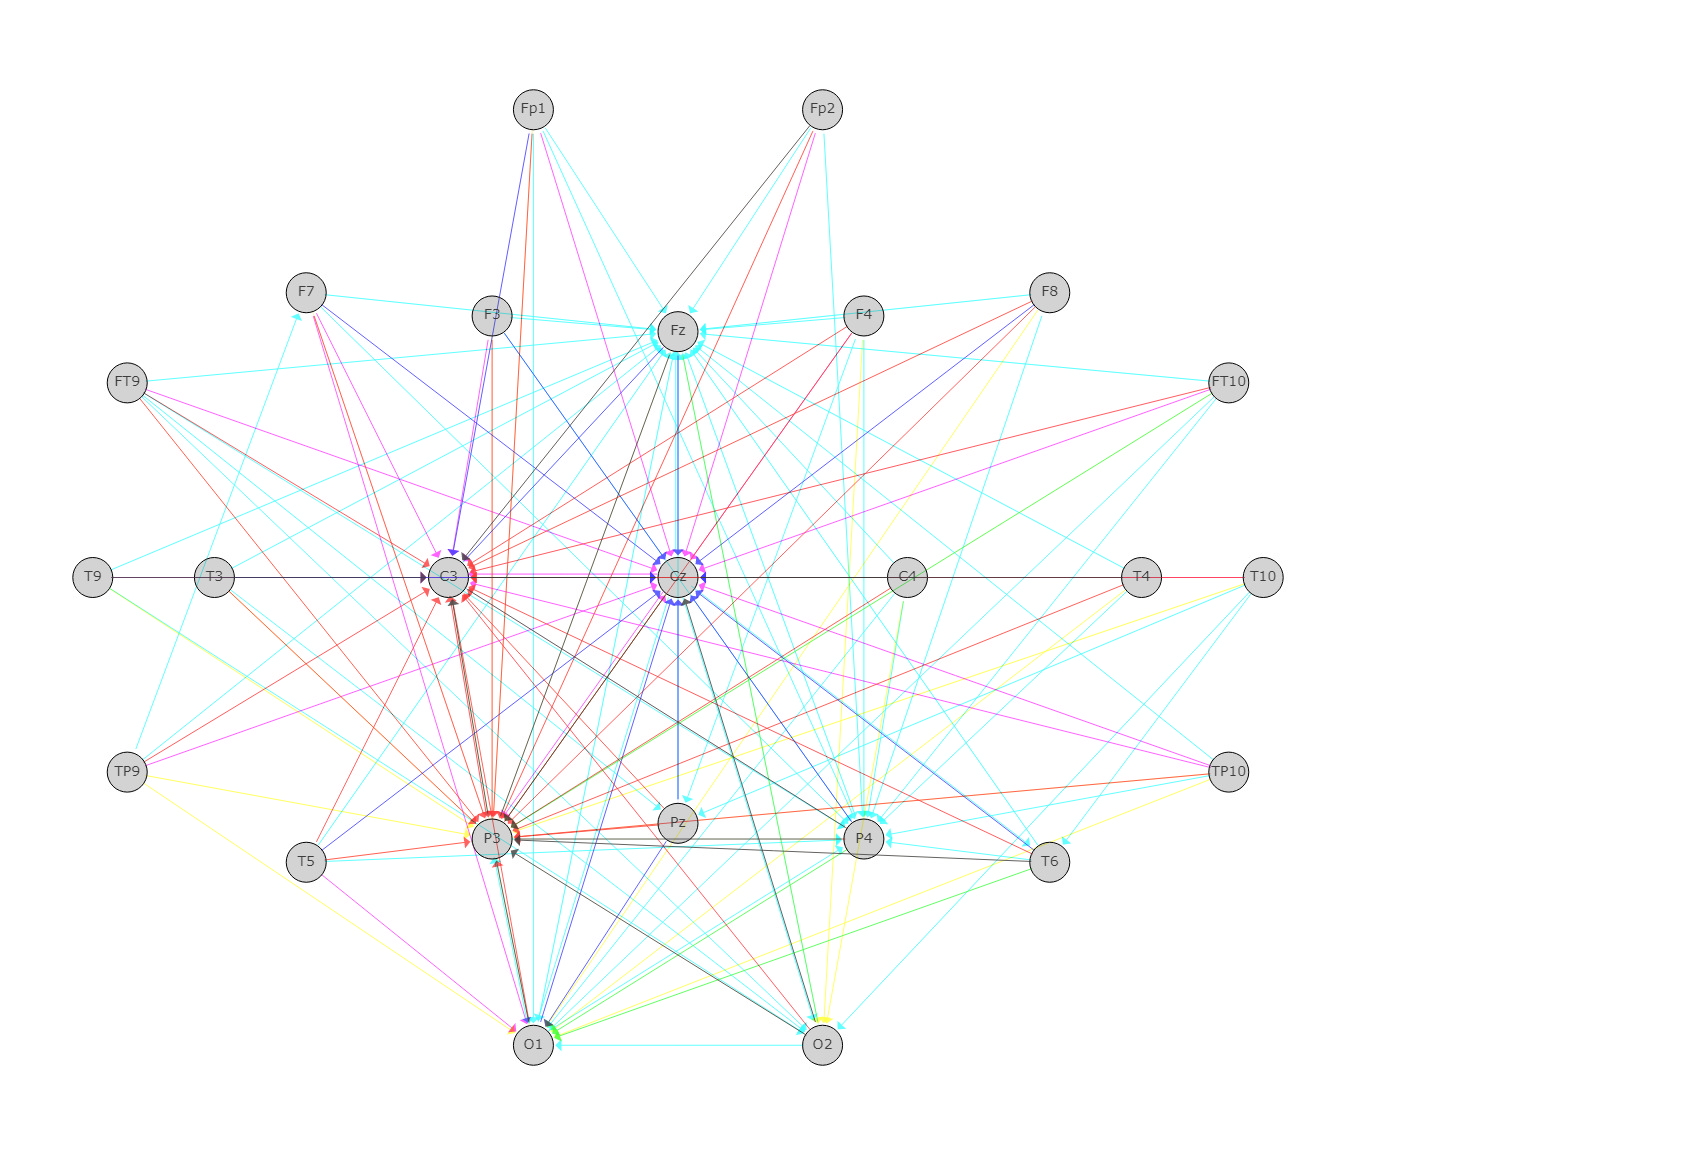 Fp1 Fp2
F7 F8
F3 Fz F4
FT9 FT10
T9 T3 C3 Cz C4 T4 T10
TP9 TP10
Pz
P3 P4
T5 T6
O1 O2